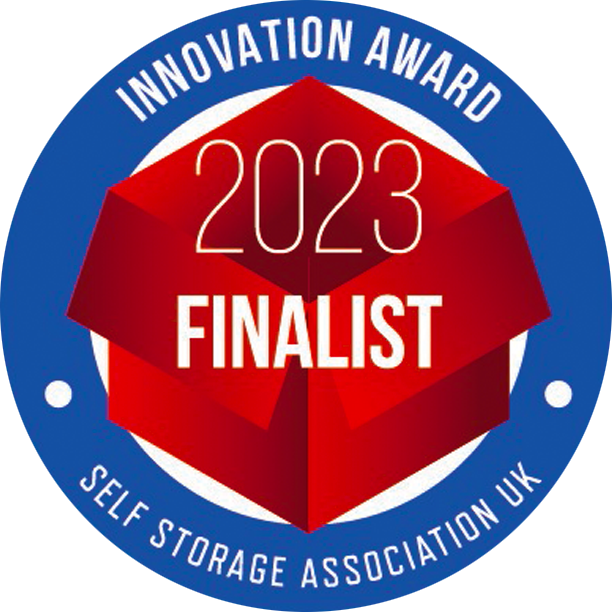 INNOVATION AWARD
2023
FINALIST
SELF STORAGE ASSOCIATION UK